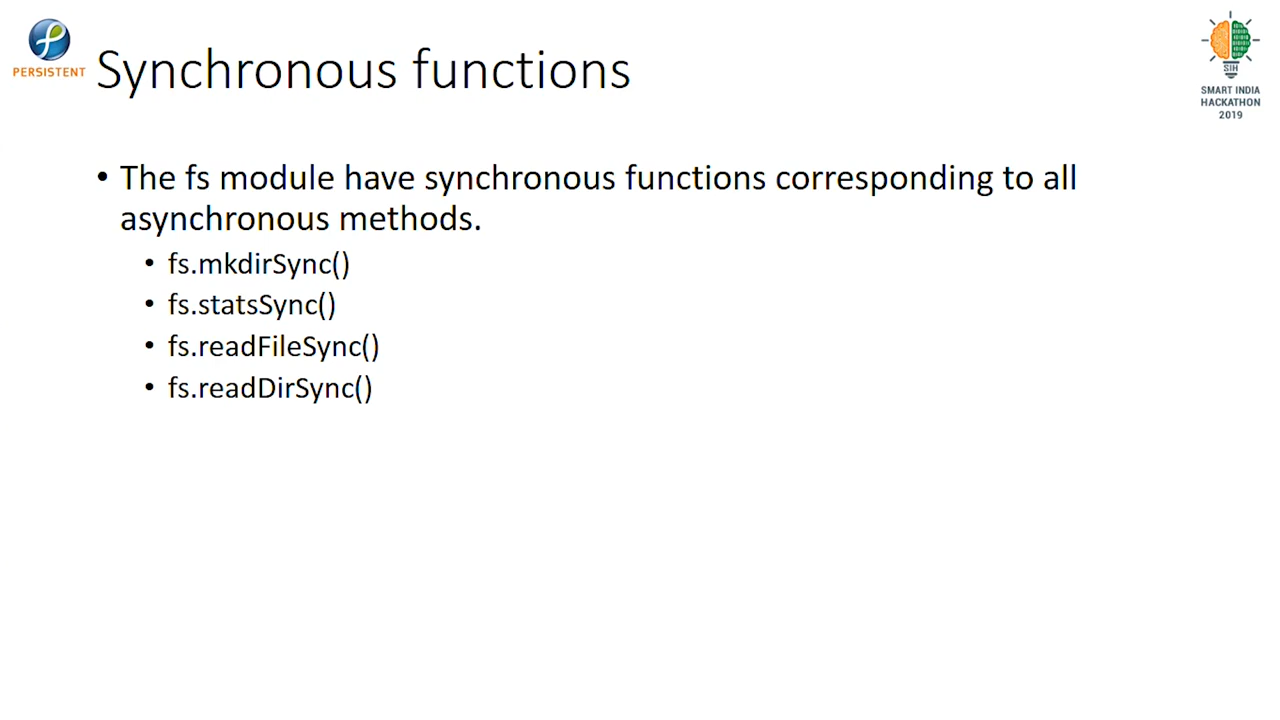 PERSISTENT
Synchronous functions
SIH
SMART INDIA
HACKATHON
2019
• The fs module have synchronous functions corresponding to all
asynchronous methods.
• fs.mkdirSync()
• fs.statsSync()
• fs.readFileSync()
• fs.readDirSync()